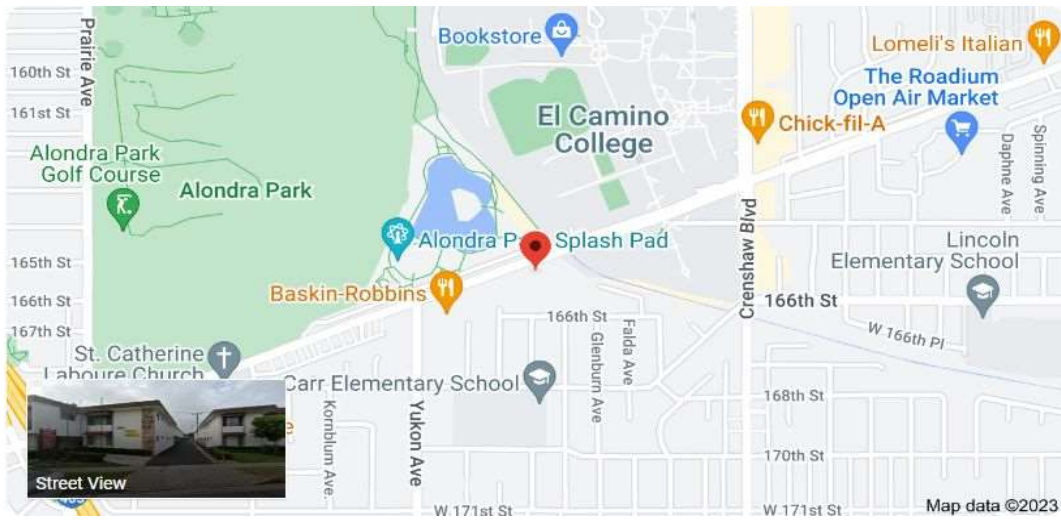 Prairie Ave
160th St
161st St
Alondra Park
Golf Course
Alondra Park
Bookstore
El Camino
College
Lomeli's Italian
The Roadium
Open Air Market
Chick-fil-A
Daphne Ave
Spinning Ave
Crenshaw Blvd
Alondra P
Splash Pad
Lincoln
Elementary School
165th St
166th St
167th St
Baskin-Robbins
166th St
166th St
W 166th Pl
Falda Ave
Glenburn Ave
St. Catherine
Laboure Church
Carr Elementary School
Kornblum Ave.
Yukon Ave
168th St
170th St
W 171st St
W 171st St
Street View
Map data ©2023